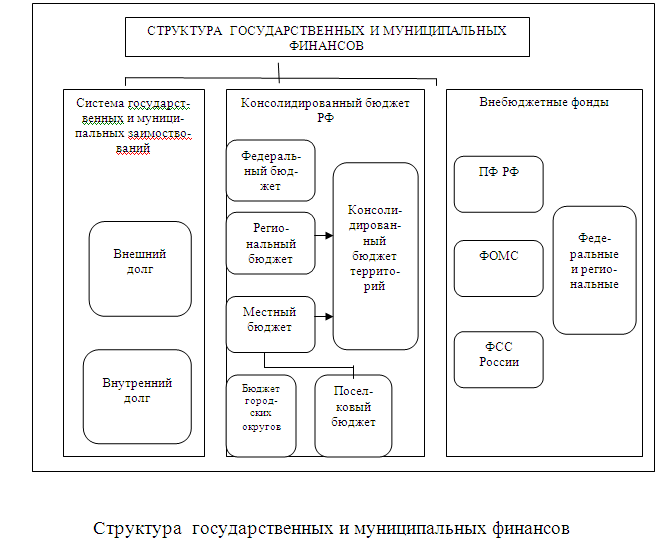 СТРУКТУРА ГОСУДАРСТВЕННЫХ И МУНИЦИПАЛЬНЫХ
ФИНАНСОВ
Система государст-
венных и муници-
пальных заимоство-
ваний
Внешний
долг
Внутренний
долг
Консолидированный бюджет
РФ
Федераль-
ный бюд-
жет
Регио-
нальный
бюджет
Местный
бюджет
Консоли-
дирован-
ный
бюджет
террито-
рий
Бюджет
город-
ских
округов
Посел-
ковый
бюджет
Внебюджетные фонды
ПФ РФ
ФОМС
ФСС
России
Феде-
ральные
и регио-
нальные
Структура государственных и муниципальных финансов